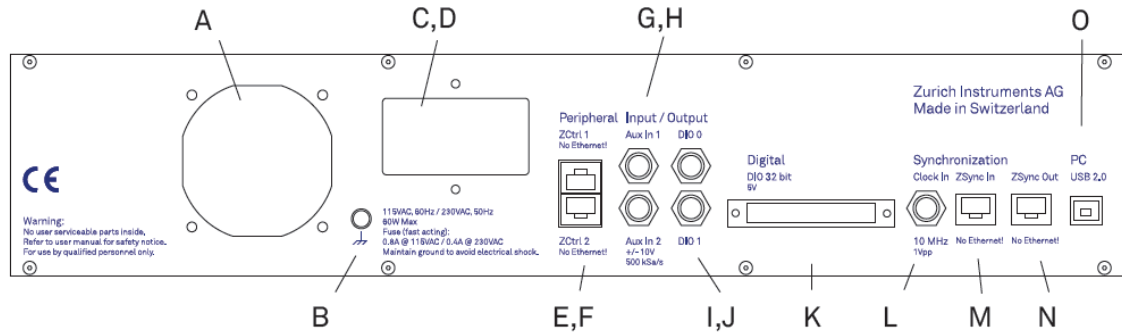 A
C,D
G,H
O
Zurich Instruments AG
Made in Switzerland
Peripheral Input / Output
ZCtrl 1
No Ethernet!
Aux In 1
DIO 0
Digital
DIO 32 bit
5V
Synchronization
Clock In
ZSync In
ZSync Out
PC
USB 2.0
CE
Warning:
No user serviceable parts inside.
Refer to user manual for safety notice.
For use by qualified personnel only.
115VAC, 60Hz / 230VAC, 50Hz
60W Max
Fuse (fast acting):
0.8A @ 115VAC / 0.4A @ 230VAC
Maintain ground to avoid electrical shock.
ZCtrl 2
No Ethernet!
Aux In 2
+/- 10V
500 kSa/s
DIO 1
10 MHz
1Vpp
No Ethernet!
No Ethernet!
B
E,F
I,J
K
L
M
N